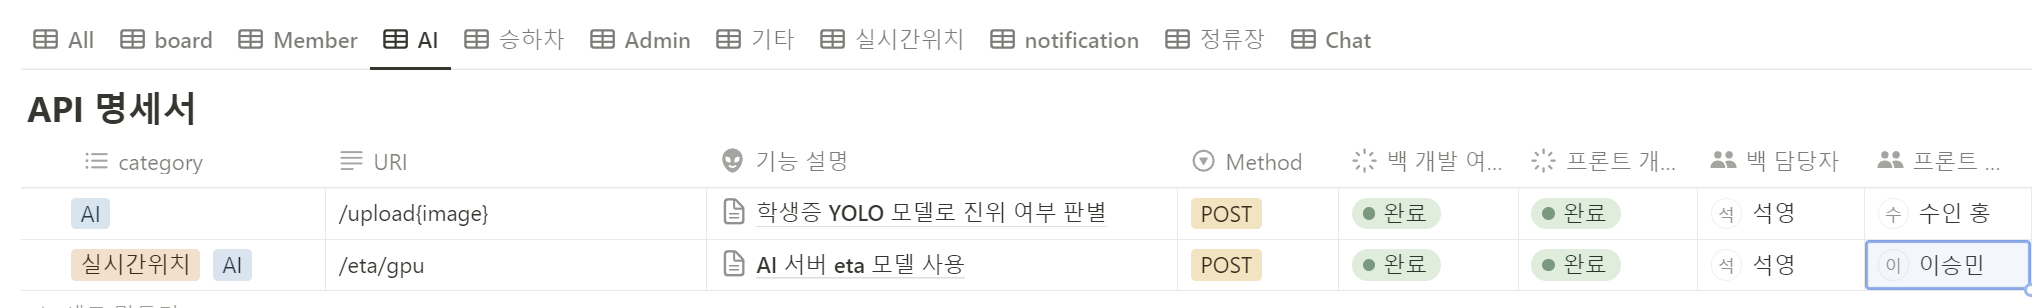 All board Member AI 승하차 Admin 기타 실시간위치 notification 정류장 Chat
API 명세서
category URI 기능 설명 Method 백 개발 여... 프론트 개... 백 담당자 프론트 ...
AI /upload{image} 학생증 YOLO 모델로 진위 여부 판별 POST 완료 완료 석 석영 수 수인 홍
실시간위치 AI /eta/gpu AI 서버 eta 모델 사용 POST 완료 완료 석 석영 이 이승민